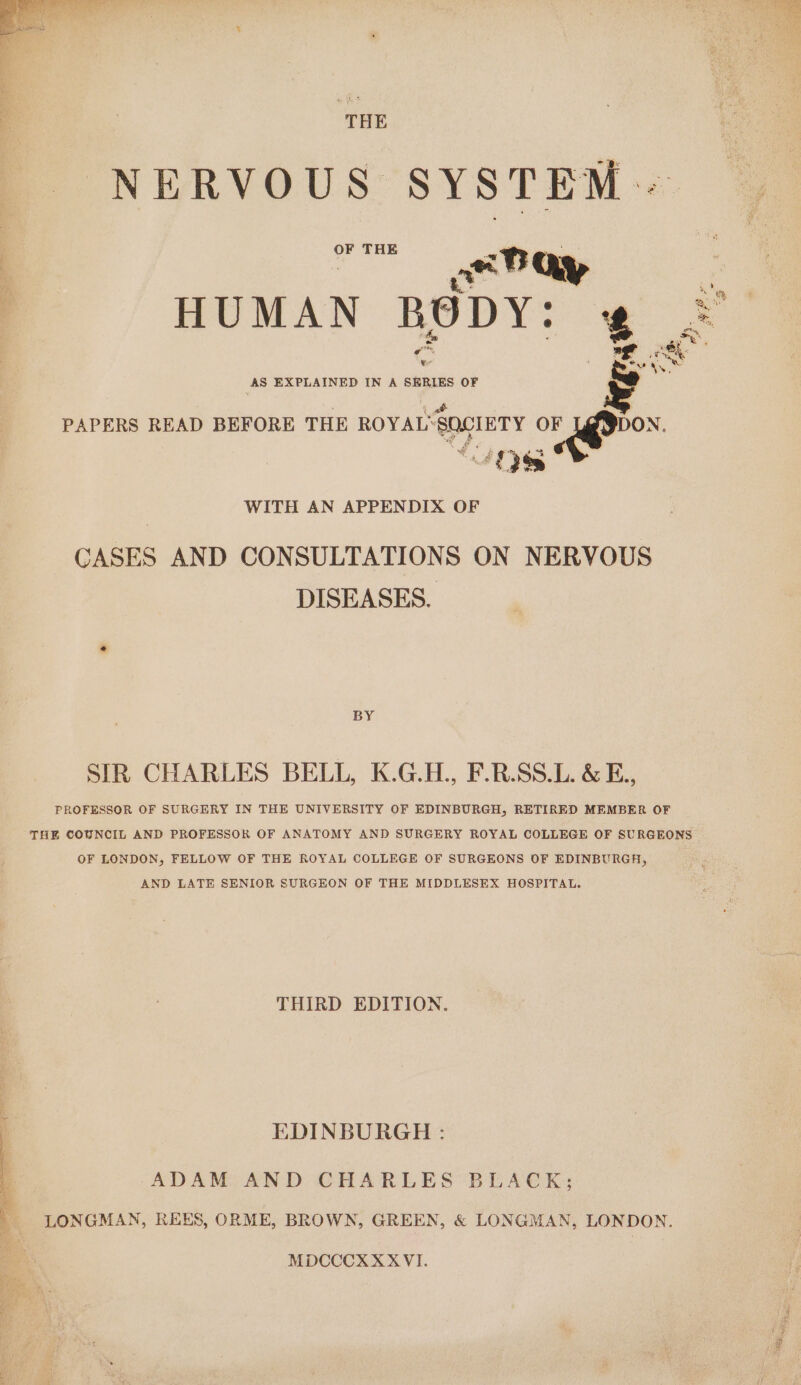 THE
NERVOUS SYSTEM
OF THE
HUMAN BODY:
AS EXPLAINED IN A SERIES OF
PAPERS READ BEFORE THE ROYAL SOCIETY OF LONDON.
WITH AN APPENDIX OF
CASES AND CONSULTATIONS ON NERVOUS
DISEASES.
BY
SIR CHARLES BELL, K.G.H., F.R.SS.L. & E.,
PROFESSOR OF SURGERY IN THE UNIVERSITY OF EDINBURGH, RETIRED MEMBER OF
THE COUNCIL AND PROFESSOR OF ANATOMY AND SURGERY ROYAL COLLEGE OF SURGEONS
OF LONDON, FELLOW OF THE ROYAL COLLEGE OF SURGEONS OF EDINBURGH,
AND LATE SENIOR SURGEON OF THE MIDDLESEX HOSPITAL.
THIRD EDITION.
EDINBURGH:
ADAM AND CHARLES BLACK;
LONGMAN, REES, ORME, BROWN, GREEN, & LONGMAN, LONDON.
MDCCCXXXVI.